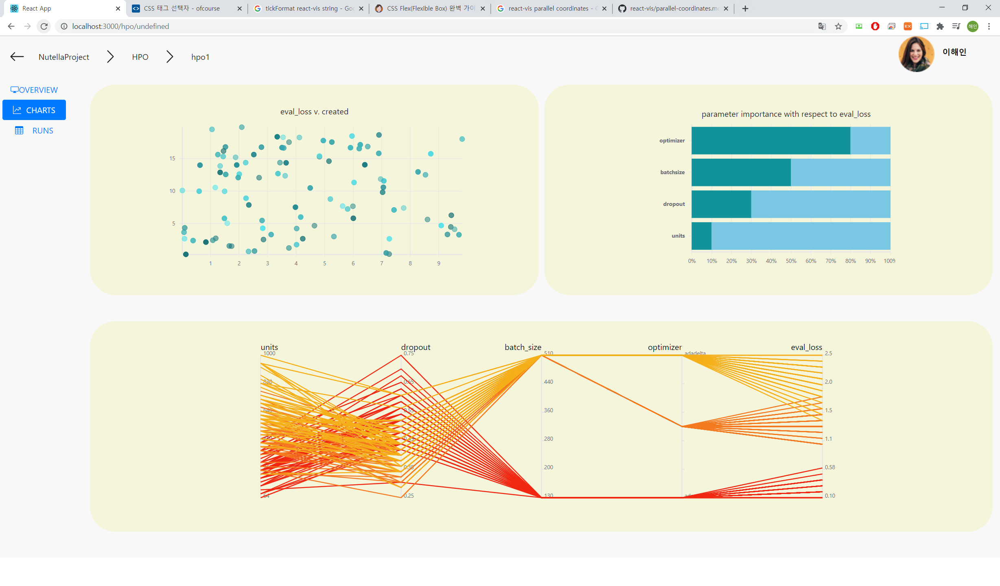 React App
CSS 태그 선택자 - ofcourse
tickFormat react-vis string - Goo
CSS Flex(Flexible Box) 완벽 가이
react-vis parallel coordinates - G
react-vis/parallel-coordinates.md
localhost:3000/hpo/undefined
EX
해인
NutellaProject
HPO
hpo1
이해인
OVERVIEW
CHARTS
RUNS
eval_loss v. created
15
10
5
1 2 3 4 5 6 7 8 9
parameter importance with respect to eval_loss
optimizer
batchsize
dropout
units
0% 10% 20% 30% 40% 50% 60% 70% 80% 90% 100%
units dropout batch_size optimizer eval_loss
1000 0.75 510 adadelta 2.5
830 0.65 440 2.0
640 0.55 360 1.5
0.45 280 1.1
0.35 200 0.58
64 0.25 130 0.10